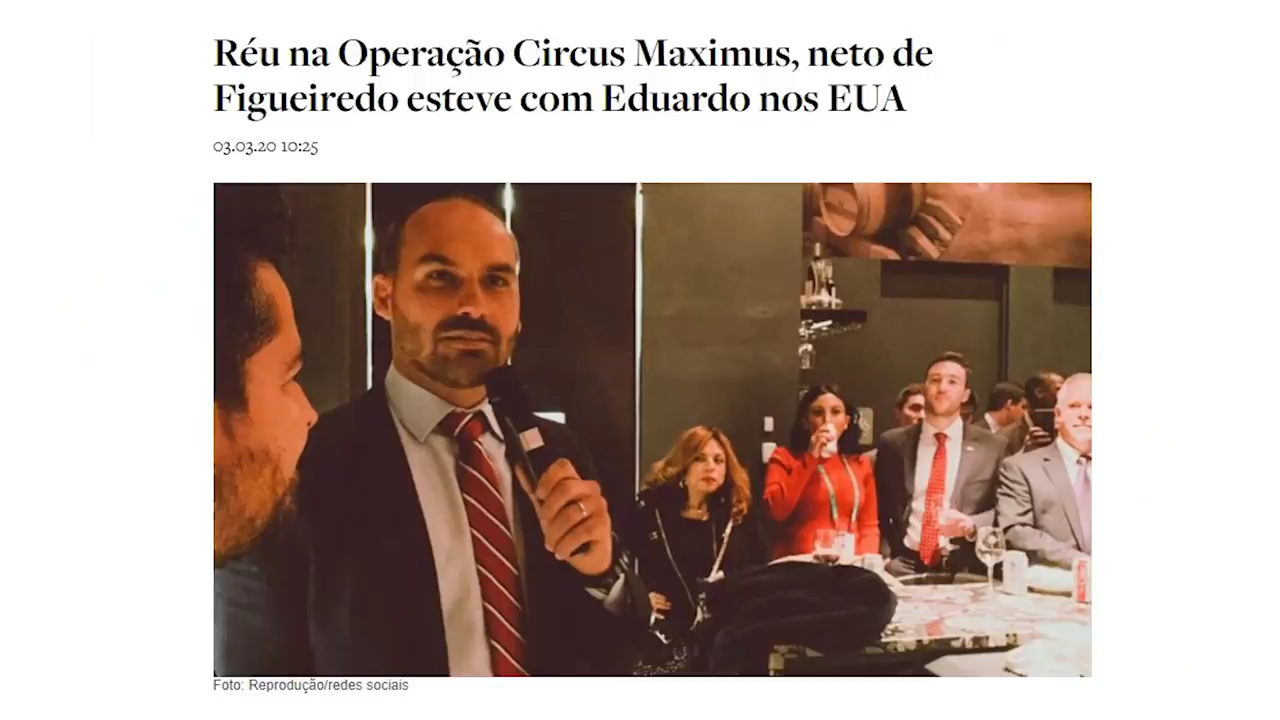 Réu na Operação Circus Maximus, neto de
Figueiredo esteve com Eduardo nos EUA
03.03.20 10:25
Foto: Reprodução/redes sociais